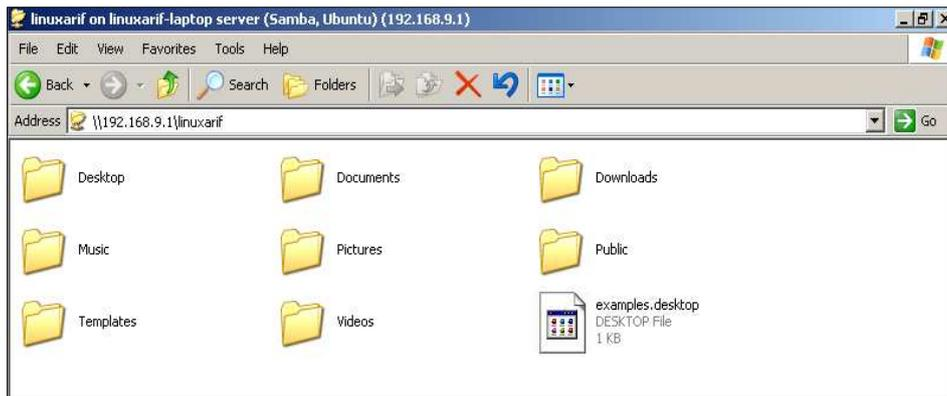 linuxarif on linuxarif-laptop server (Samba, Ubuntu) (192.168.9.1)
File Edit View Favorites Tools Help
Back Search Folders
Address \\192.168.9.1\linuxarif Go
Desktop Documents Downloads
Music Pictures Public
Templates Videos examples.desktop
DESKTOP File
1 KB